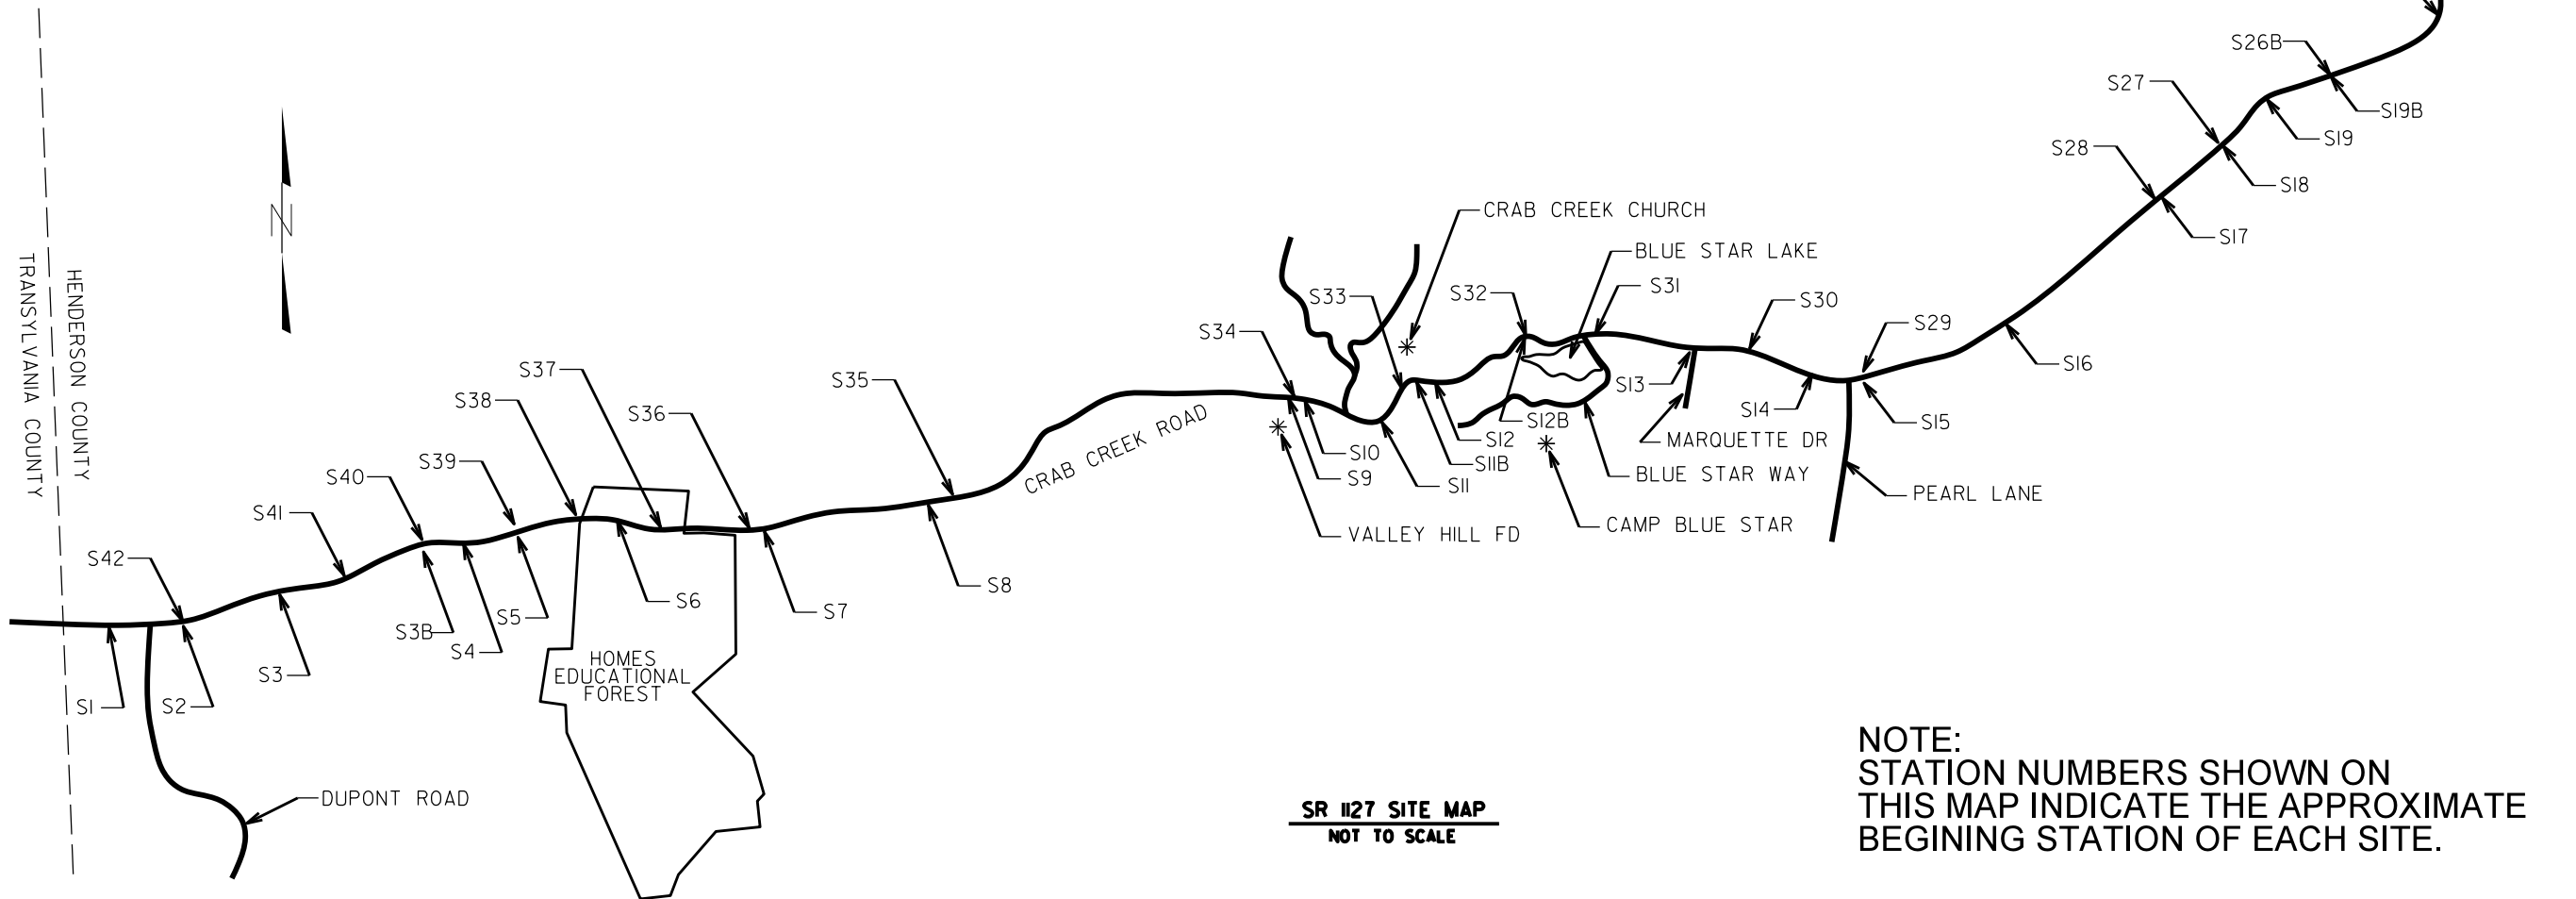 S26B
S27
S19B
S19
S28
S18
S17
CRAB CREEK CHURCH
BLUE STAR LAKE
N
TRANSYLVANIA COUNTY
HENDERSON COUNTY
S33
S32
S31
S30
S34
S29
S16
S37
S35
S13
S38
S36
CRAB CREEK ROAD
S14
S12B
S15
S12
MARQUETTE DR
S10
S11B
S9
S11
BLUE STAR WAY
S39
S40
PEARL LANE
S41
CAMP BLUE STAR
VALLEY HILL FD
S42
S8
S6
S7
S5
S3B
S4
S3
HOMES
EDUCATIONAL
FOREST
S1
S2
DUPONT ROAD
SR 1127 SITE MAP
NOT TO SCALE
NOTE:
STATION NUMBERS SHOWN ON
THIS MAP INDICATE THE APPROXIMATE
BEGINING STATION OF EACH SITE.